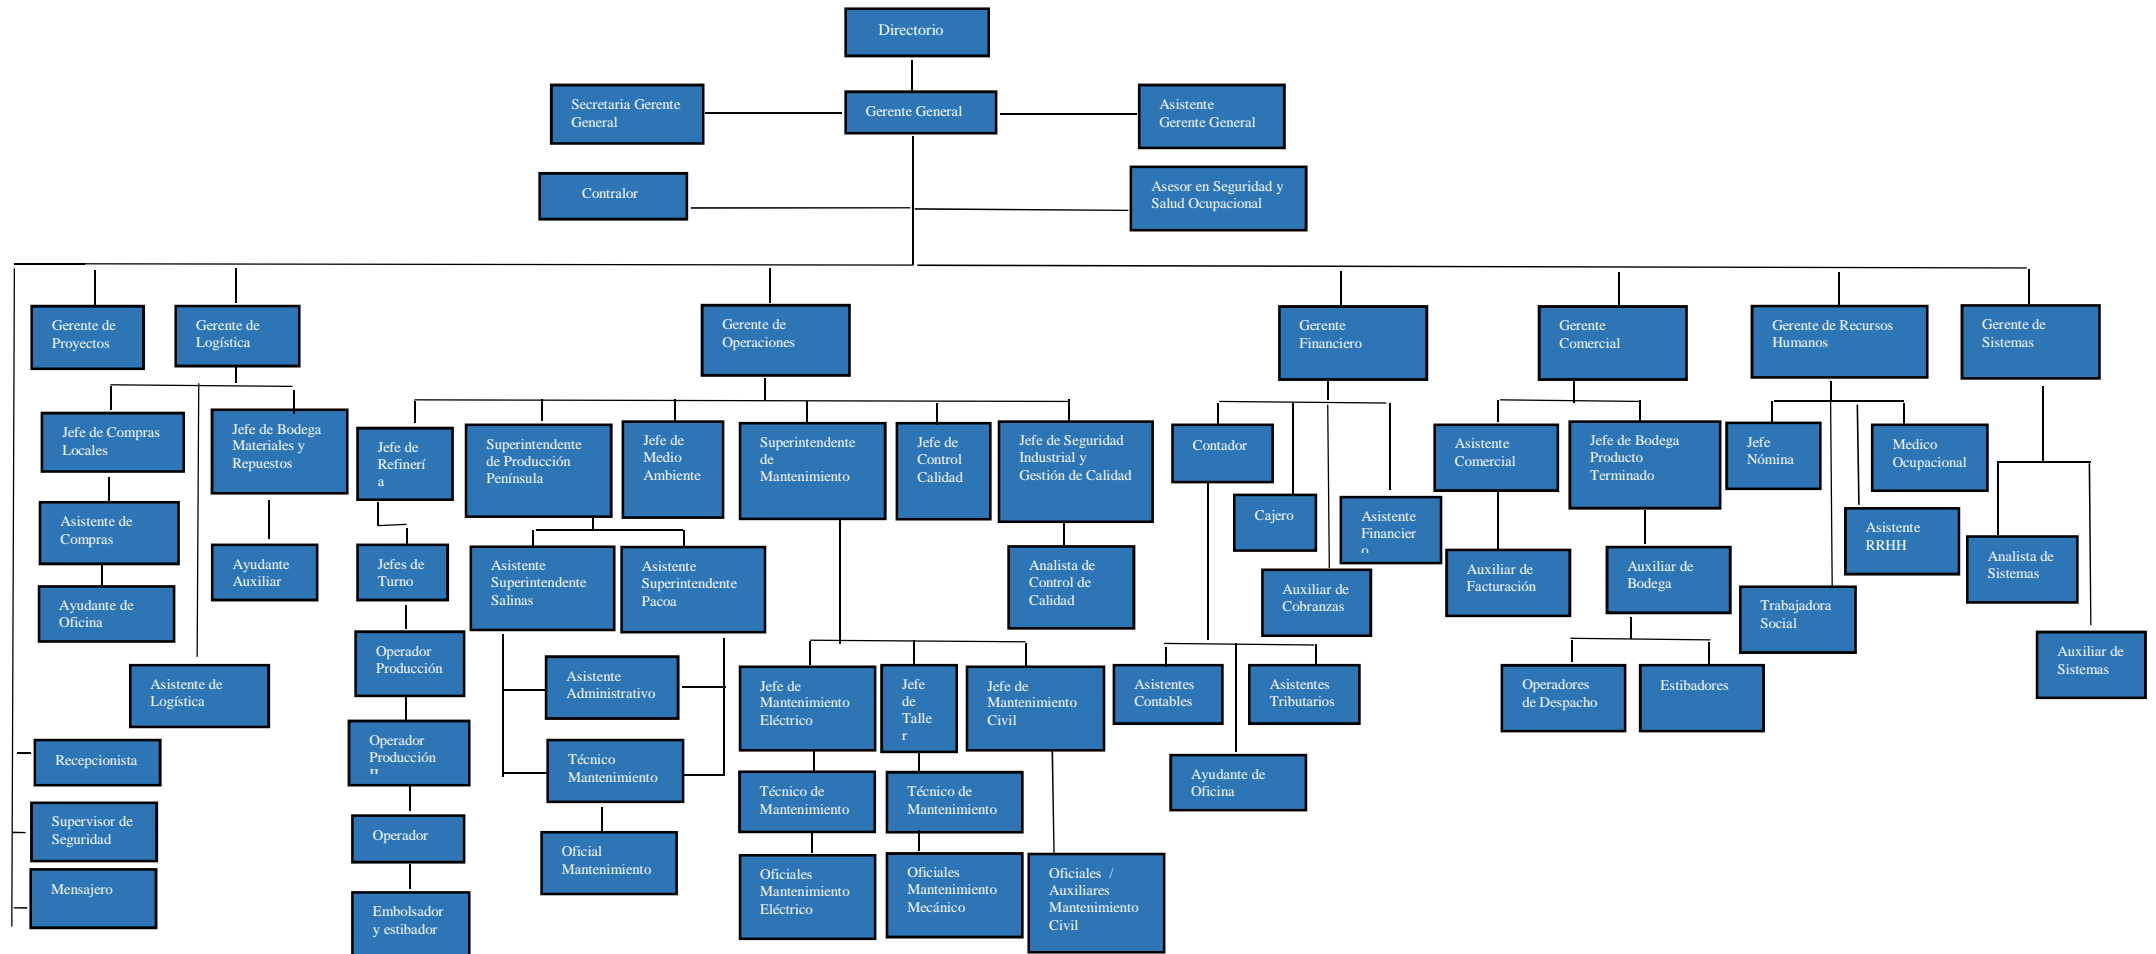 Directorio
Secretaria Gerente
General
Gerente General
Asistente
Gerente General
Contralor
Asesor en Seguridad y
Salud Ocupacional
Gerente de
Proyectos
Gerente de
Logística
Gerente de
Operaciones
Gerente
Financiero
Gerente
Comercial
Gerente de Recursos
Humanos
Gerente de
Sistemas
Jefe de Compras
Locales
Jefe de Bodega
Materiales y
Repuestos
Jefe de
Refinerí
a
Superintendente
de Producción
Península
Jefe de
Medio
Ambiente
Superintendente
de
Mantenimiento
Jefe de
Control
Calidad
Jefe de Seguridad
Industrial y
Gestión de Calidad
Contador
Cajero
Asistente
Financier
o
Auxiliar de
Cobranzas
Asistente
Comercial
Jefe de Bodega
Producto
Terminado
Jefe
Nómina
Medico
Ocupacional
Asistente
RRHH
Trabajadora
Social
Analista de
Sistemas
Auxiliar de
Sistemas
Asistente de
Compras
Ayudante
Auxiliar
Ayudante de
Oficina
Asistente de
Logística
Jefes de
Turno
Asistente
Superintendente
Salinas
Asistente
Superintendente
Pacoa
Analista de
Control de
Calidad
Auxiliar de
Facturación
Auxiliar de
Bodega
Operador
Producción
Asistente
Administrativo
Jefe de
Mantenimiento
Eléctrico
Jefe
de
Talle
r
Jefe de
Mantenimiento
Civil
Asistentes
Contables
Asistentes
Tributarios
Operadores
de Despacho
Estibadores
Recepcionista
Operador
Producción
II
Técnico
Mantenimiento
Técnico de
Mantenimiento
Técnico de
Mantenimiento
Ayudante de
Oficina
Supervisor de
Seguridad
Operador
Oficial
Mantenimiento
Oficiales
Mantenimiento
Eléctrico
Oficiales
Mantenimiento
Mecánico
Oficiales /
Auxiliares
Mantenimiento
Civil
Mensajero
Embolsador
y estibador